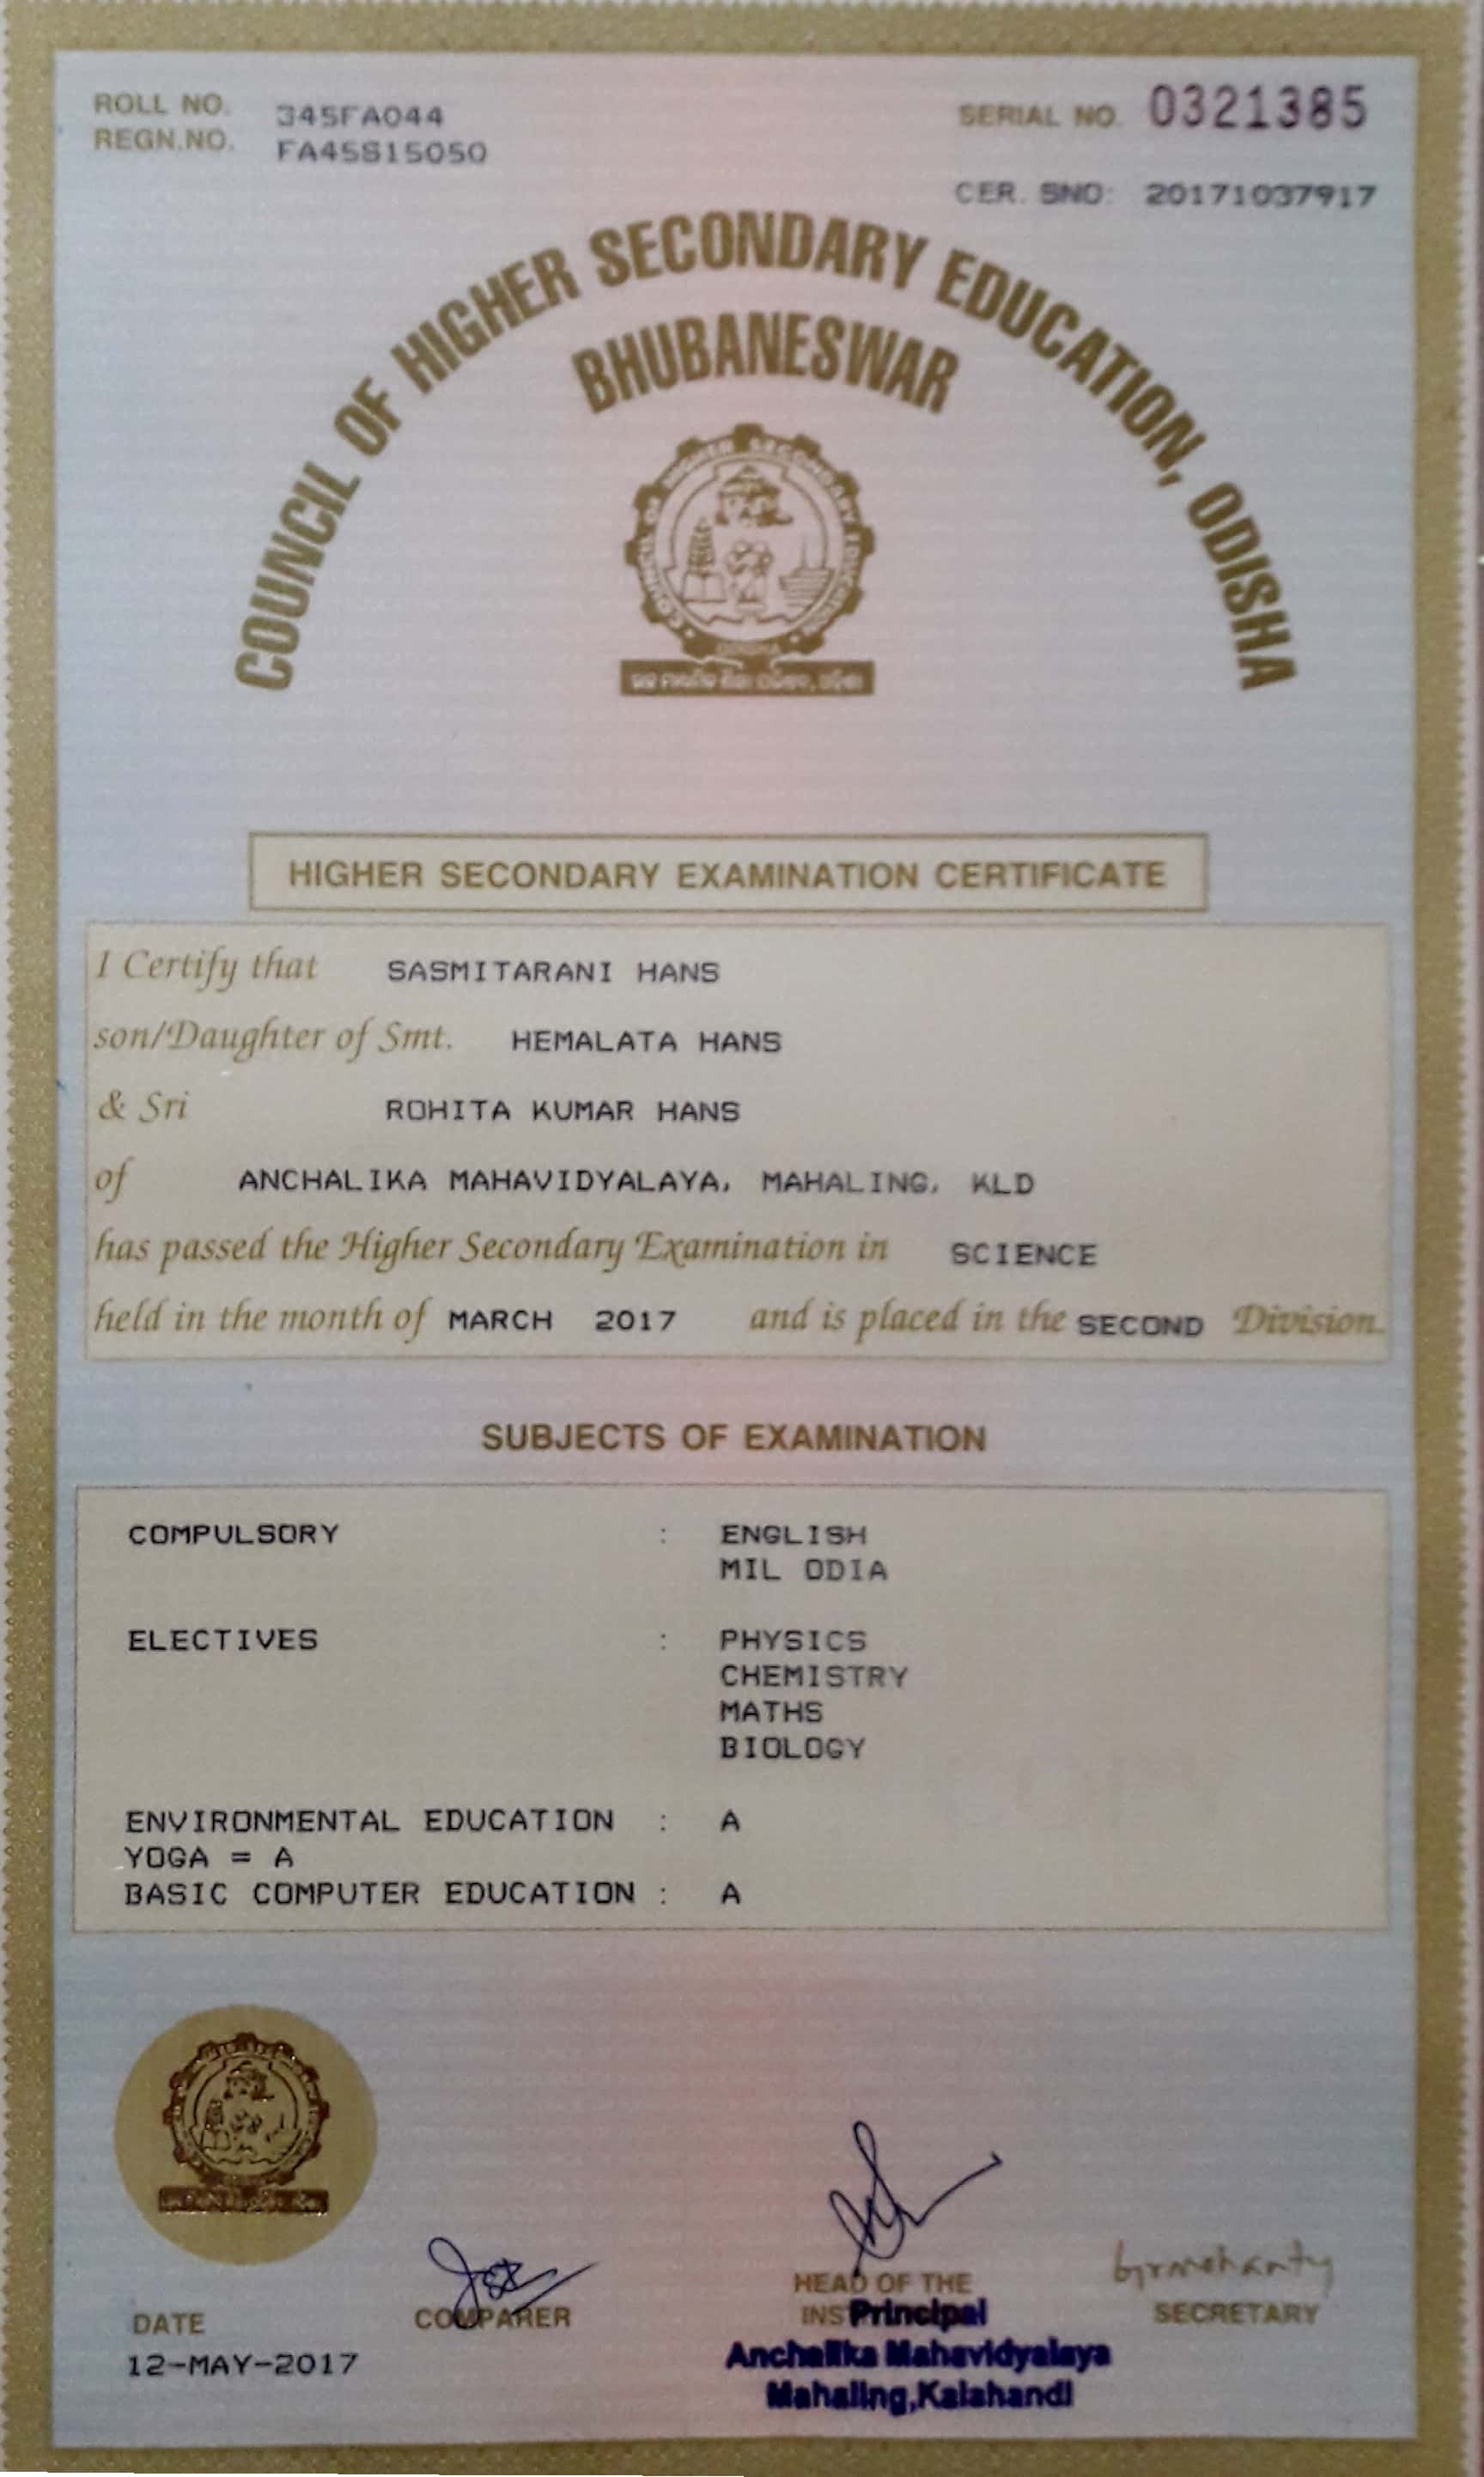 ROLL NO. 345FA044
REGN.NO. FA45S15050
SERIAL NO. 0321385
CER. SNO: 20171037917
COUNCIL OF HIGHER SECONDARY EDUCATION, ODISHA
BHUBANESWAR
HIGHER SECONDARY EXAMINATION CERTIFICATE
I Certify that SASMITARANI HANS
son/Daughter of Smt. HEMALATA HANS
& Sri ROHITA KUMAR HANS
of ANCHALIKA MAHAVIDYALAYA, MAHALING, KLD
has passed the Higher Secondary Examination in SCIENCE
held in the month of MARCH 2017 and is placed in the SECOND Division.
SUBJECTS OF EXAMINATION
COMPULSORY : ENGLISH
MIL ODIA
ELECTIVES : PHYSICS
CHEMISTRY
MATHS
BIOLOGY
ENVIRONMENTAL EDUCATION : A
YOGA = A
BASIC COMPUTER EDUCATION : A
DATE
12-MAY-2017
COMPARER
HEAD OF THE
Principal
Anchalika Mahavidyalaya
Mahaling,Kalahandi
SECRETARY